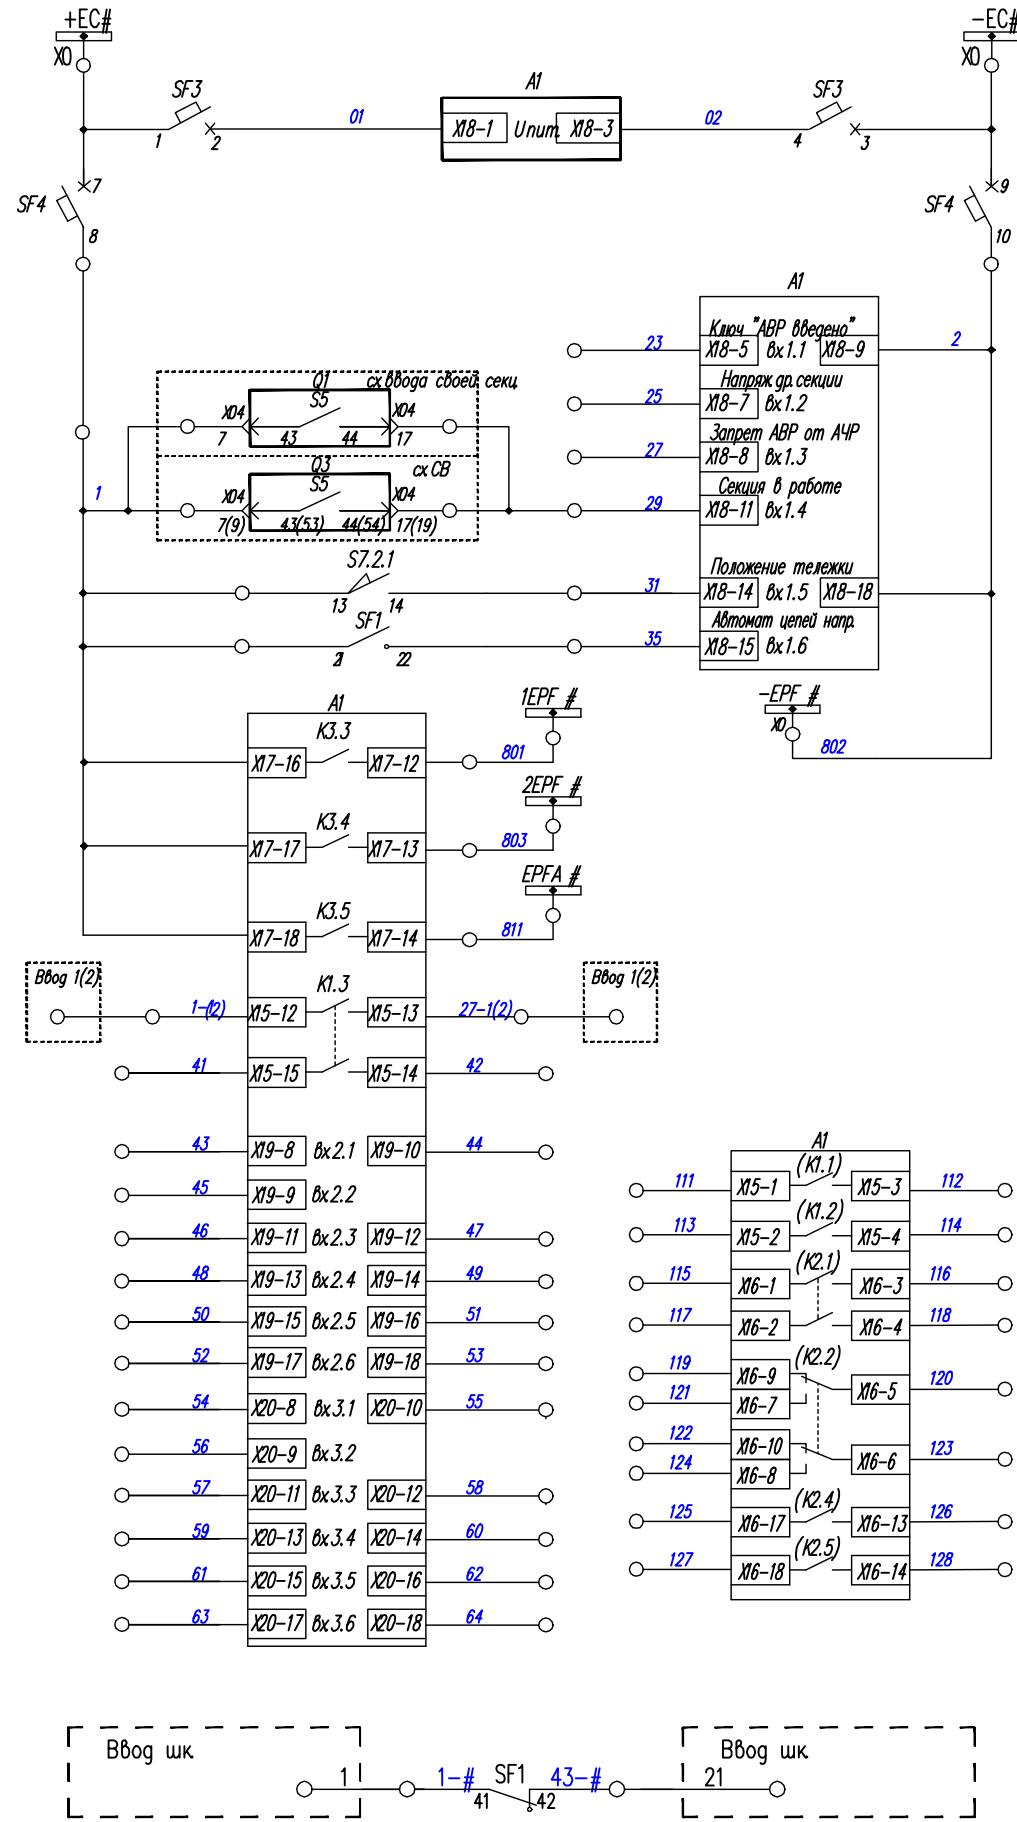 +EC#
-EC#
X0
X0
SF3
A1
SF3
01
X18-1
Uпит.
X18-3
02
1
2
4
3
7
9
SF4
SF4
8
10
A1
Ключ "АВР введено"
23
X18-5
вх.1.1
X18-9
2
Напряж др.секции
Q1
сх.ввода своей секц.
25
X18-7
вх.1.2
X04
S5
X04
7
43
44
17
Запрет АВР от АЧР
27
X18-8
вх.1.3
Q3
сх СВ
Секция в работе
1
X04
S5
X04
29
X18-11
вх.1.4
7(9)
43(53)
44(54)
17(19)
S7.2.1
Положение тележки
31
X18-14
вх.1.5
X18-18
13
14
SF1
Автомат цепей напр.
35
X18-15
вх.1.6
21
22
A1
1EPF #
-EPF #
K3.3
X0
801
802
X17-16
X17-12
2EPF #
K3.4
803
X17-17
X17-13
EPFA #
K3.5
811
X17-18
X17-14
Ввод 1(2)
K1.3
Ввод 1(2)
1-1(2)
X15-12
X15-13
27-1(2)
41
X15-15
X15-14
42
43
X19-8
вх2.1
X19-10
44
45
X19-9
вх2.2
46
X19-11
вх2.3
X19-12
47
48
X19-13
вх2.4
X19-14
49
50
X19-15
вх2.5
X19-16
51
52
X19-17
вх2.6
X19-18
53
54
X20-8
вх3.1
X20-10
55
56
X20-9
вх3.2
57
X20-11
вх3.3
X20-12
58
59
X20-13
вх3.4
X20-14
60
61
X20-15
вх3.5
X20-16
62
63
X20-17
вх3.6
X20-18
64
A1
(K1.1)
111
X15-1
X15-3
112
(K1.2)
113
X15-2
X15-4
114
(K2.1)
115
X16-1
X16-3
116
117
X16-2
X16-4
118
(K2.2)
119
X16-9
X16-5
120
121
X16-7
122
X16-10
X16-6
123
124
X16-8
(K2.4)
125
X16-17
X16-13
126
(K2.5)
127
X16-18
X16-14
128
Ввод шк.
Ввод шк.
1
1-#
SF1
43-#
21
41
42